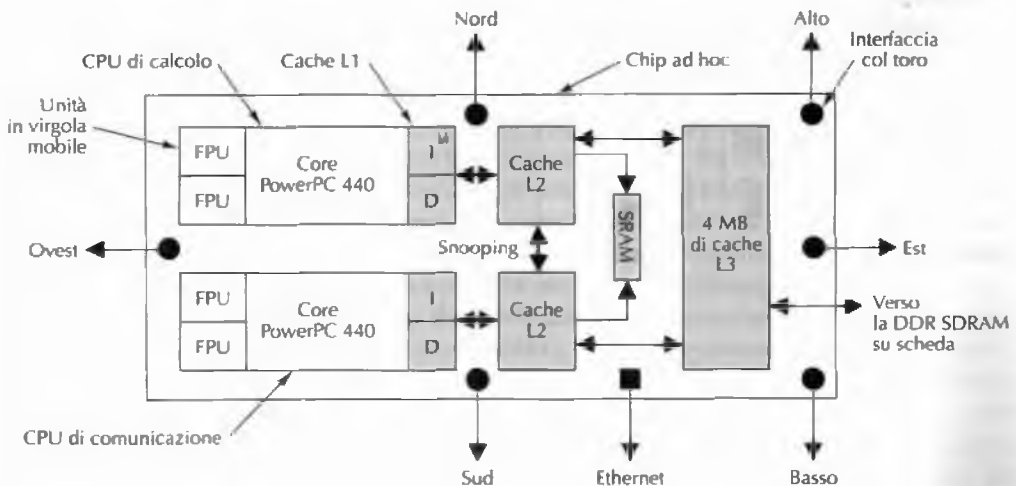 Nord
Alto
CPU di calcolo
Cache L1
Chip ad hoc
Interfaccia
col toro
Unità
in virgola
mobile
FPU
FPU
Core
PowerPC 440
I
D
Cache
L2
SRAM
4 MB
di cache
L3
Ovest
Snooping
Est
FPU
FPU
Core
PowerPC 440
I
D
Cache
L2
Verso
la DDR SDRAM
su scheda
CPU di comunicazione
Sud
Ethernet
Basso